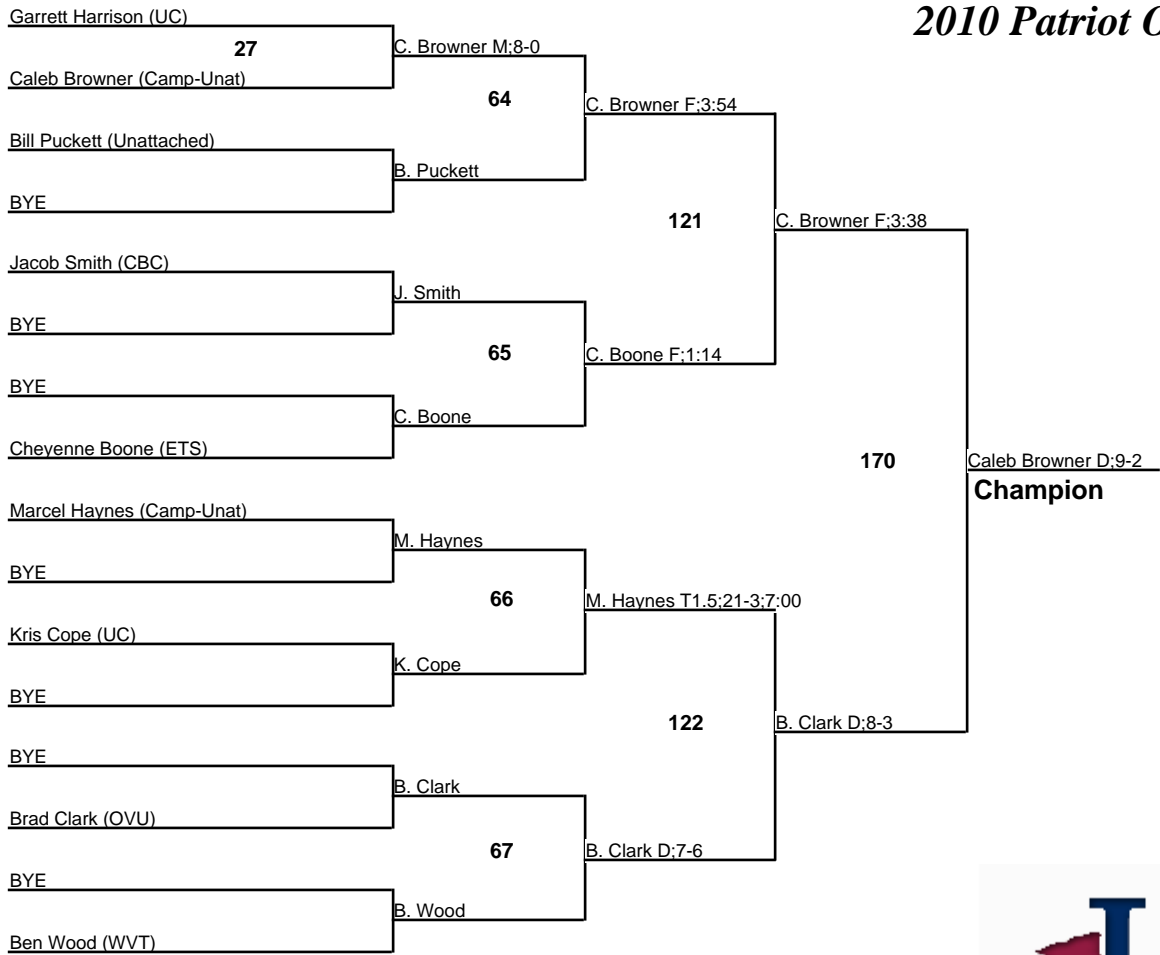 2010 Patriot
Garrett Harrison (UC)
27
C. Browner M;8-0
Caleb Browner (Camp-Unat)
64
C. Browner F;3:54
Bill Puckett (Unattached)
B. Puckett
BYE
121
C. Browner F;3:38
Jacob Smith (CBC)
J. Smith
BYE
65
C. Boone F;1:14
BYE
C. Boone
Cheyenne Boone (ETS)
170
Caleb Browner D;9-2
Champion
Marcel Haynes (Camp-Unat)
M. Haynes
BYE
66
M. Haynes T1.5;21-3;7:00
Kris Cope (UC)
K. Cope
BYE
122
B. Clark D;8-3
BYE
B. Clark
Brad Clark (OVU)
67
B. Clark D;7-6
BYE
B. Wood
Ben Wood (WVT)